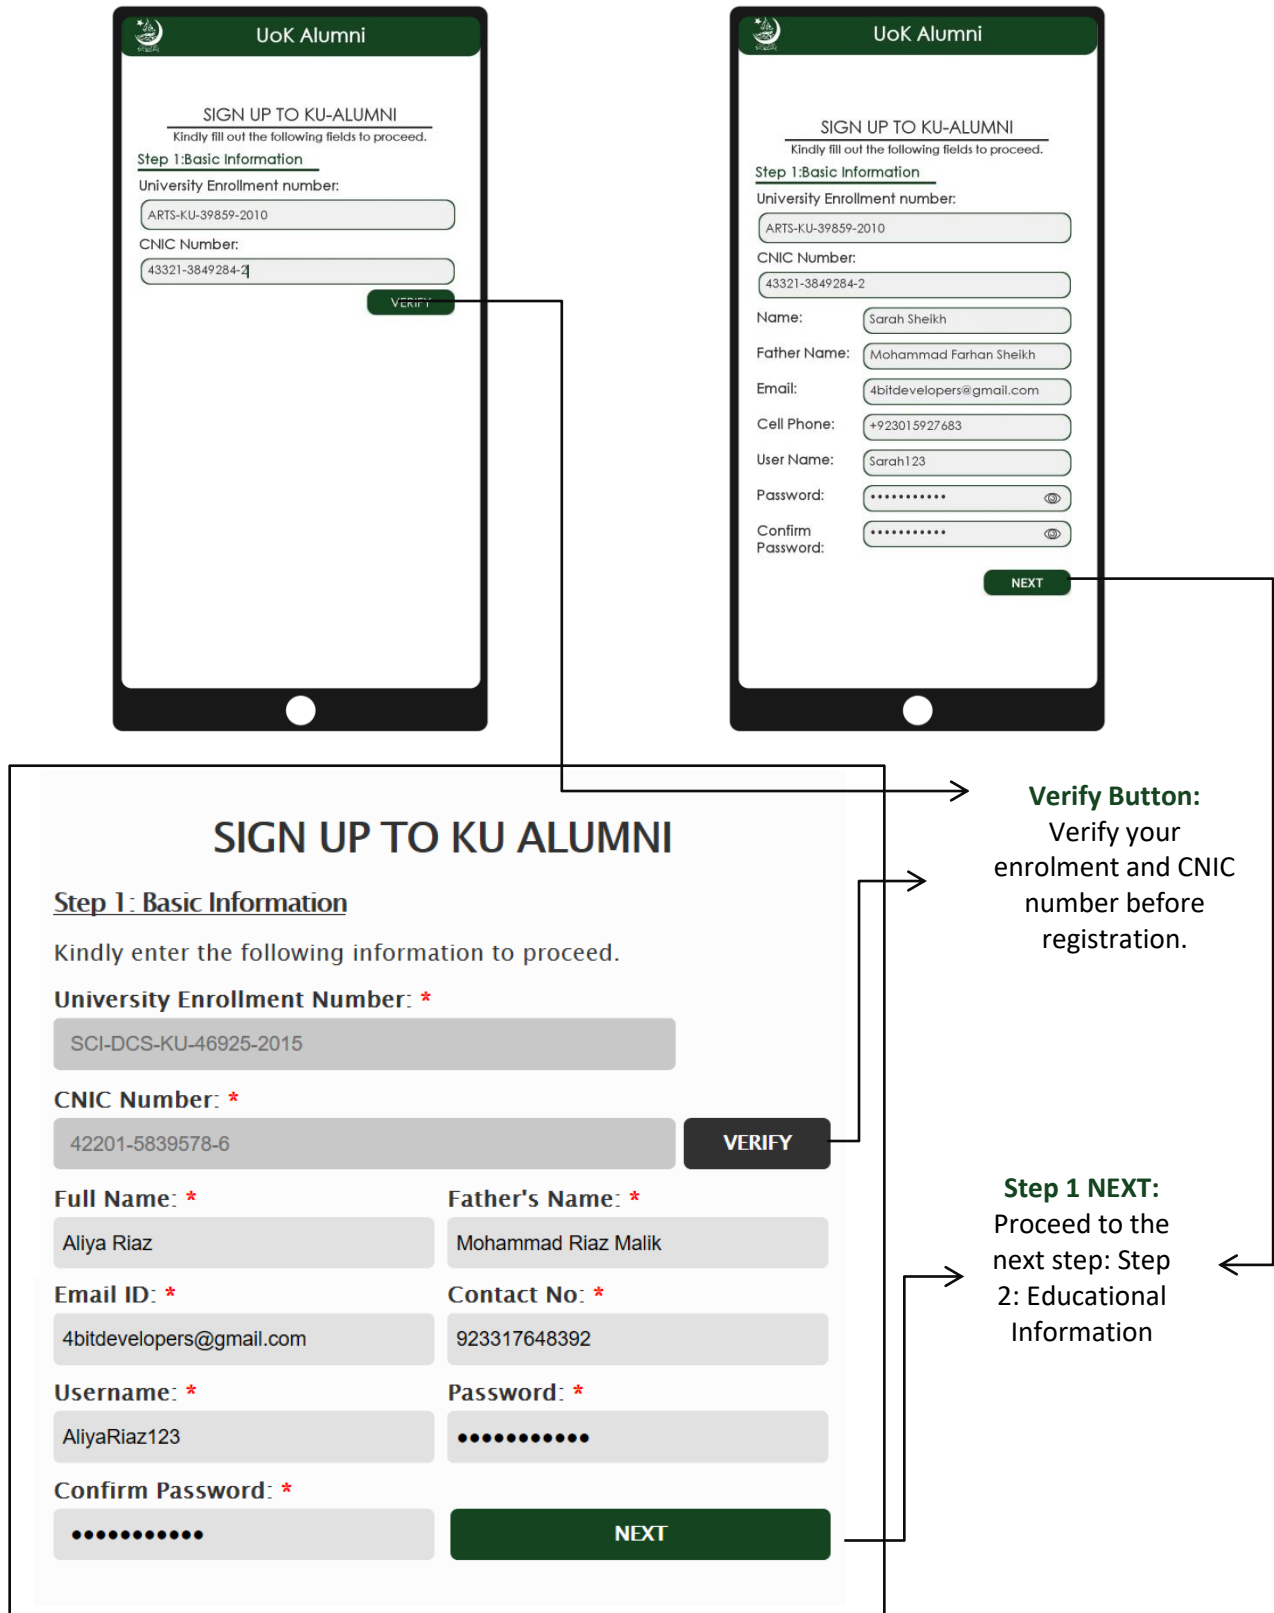 UoK Alumni
SIGN UP TO KU-ALUMNI
Kindly fill out the following fields to proceed.
Step 1:Basic Information
University Enrollment number:
ARTS-KU-39859-2010
CNIC Number:
43321-3849284-2
VERIFY
UoK Alumni
SIGN UP TO KU-ALUMNI
Kindly fill out the following fields to proceed.
Step 1:Basic Information
University Enrollment number:
ARTS-KU-39859-2010
CNIC Number:
43321-3849284-2
Name:
Sarah Sheikh
Father Name:
Mohammad Farhan Sheikh
Email:
4bitdevelopers@gmail.com
Cell Phone:
+923015927683
User Name:
Sarah123
Password:
•••••••••••
Confirm
Password:
•••••••••••
NEXT
SIGN UP TO KU ALUMNI
Step 1: Basic Information
Kindly enter the following information to proceed.
University Enrollment Number: *
SCI-DCS-KU-46925-2015
CNIC Number: *
42201-5839578-6
VERIFY
Full Name: *
Father's Name: *
Aliya Riaz
Mohammad Riaz Malik
Email ID: *
Contact No: *
4bitdevelopers@gmail.com
923317648392
Username: *
Password: *
AliyaRiaz123
•••••••••••
Confirm Password: *
•••••••••••
NEXT
Verify Button:
Verify your
enrolment and CNIC
number before
registration.
Step 1 NEXT:
Proceed to the
next step: Step
2: Educational
Information